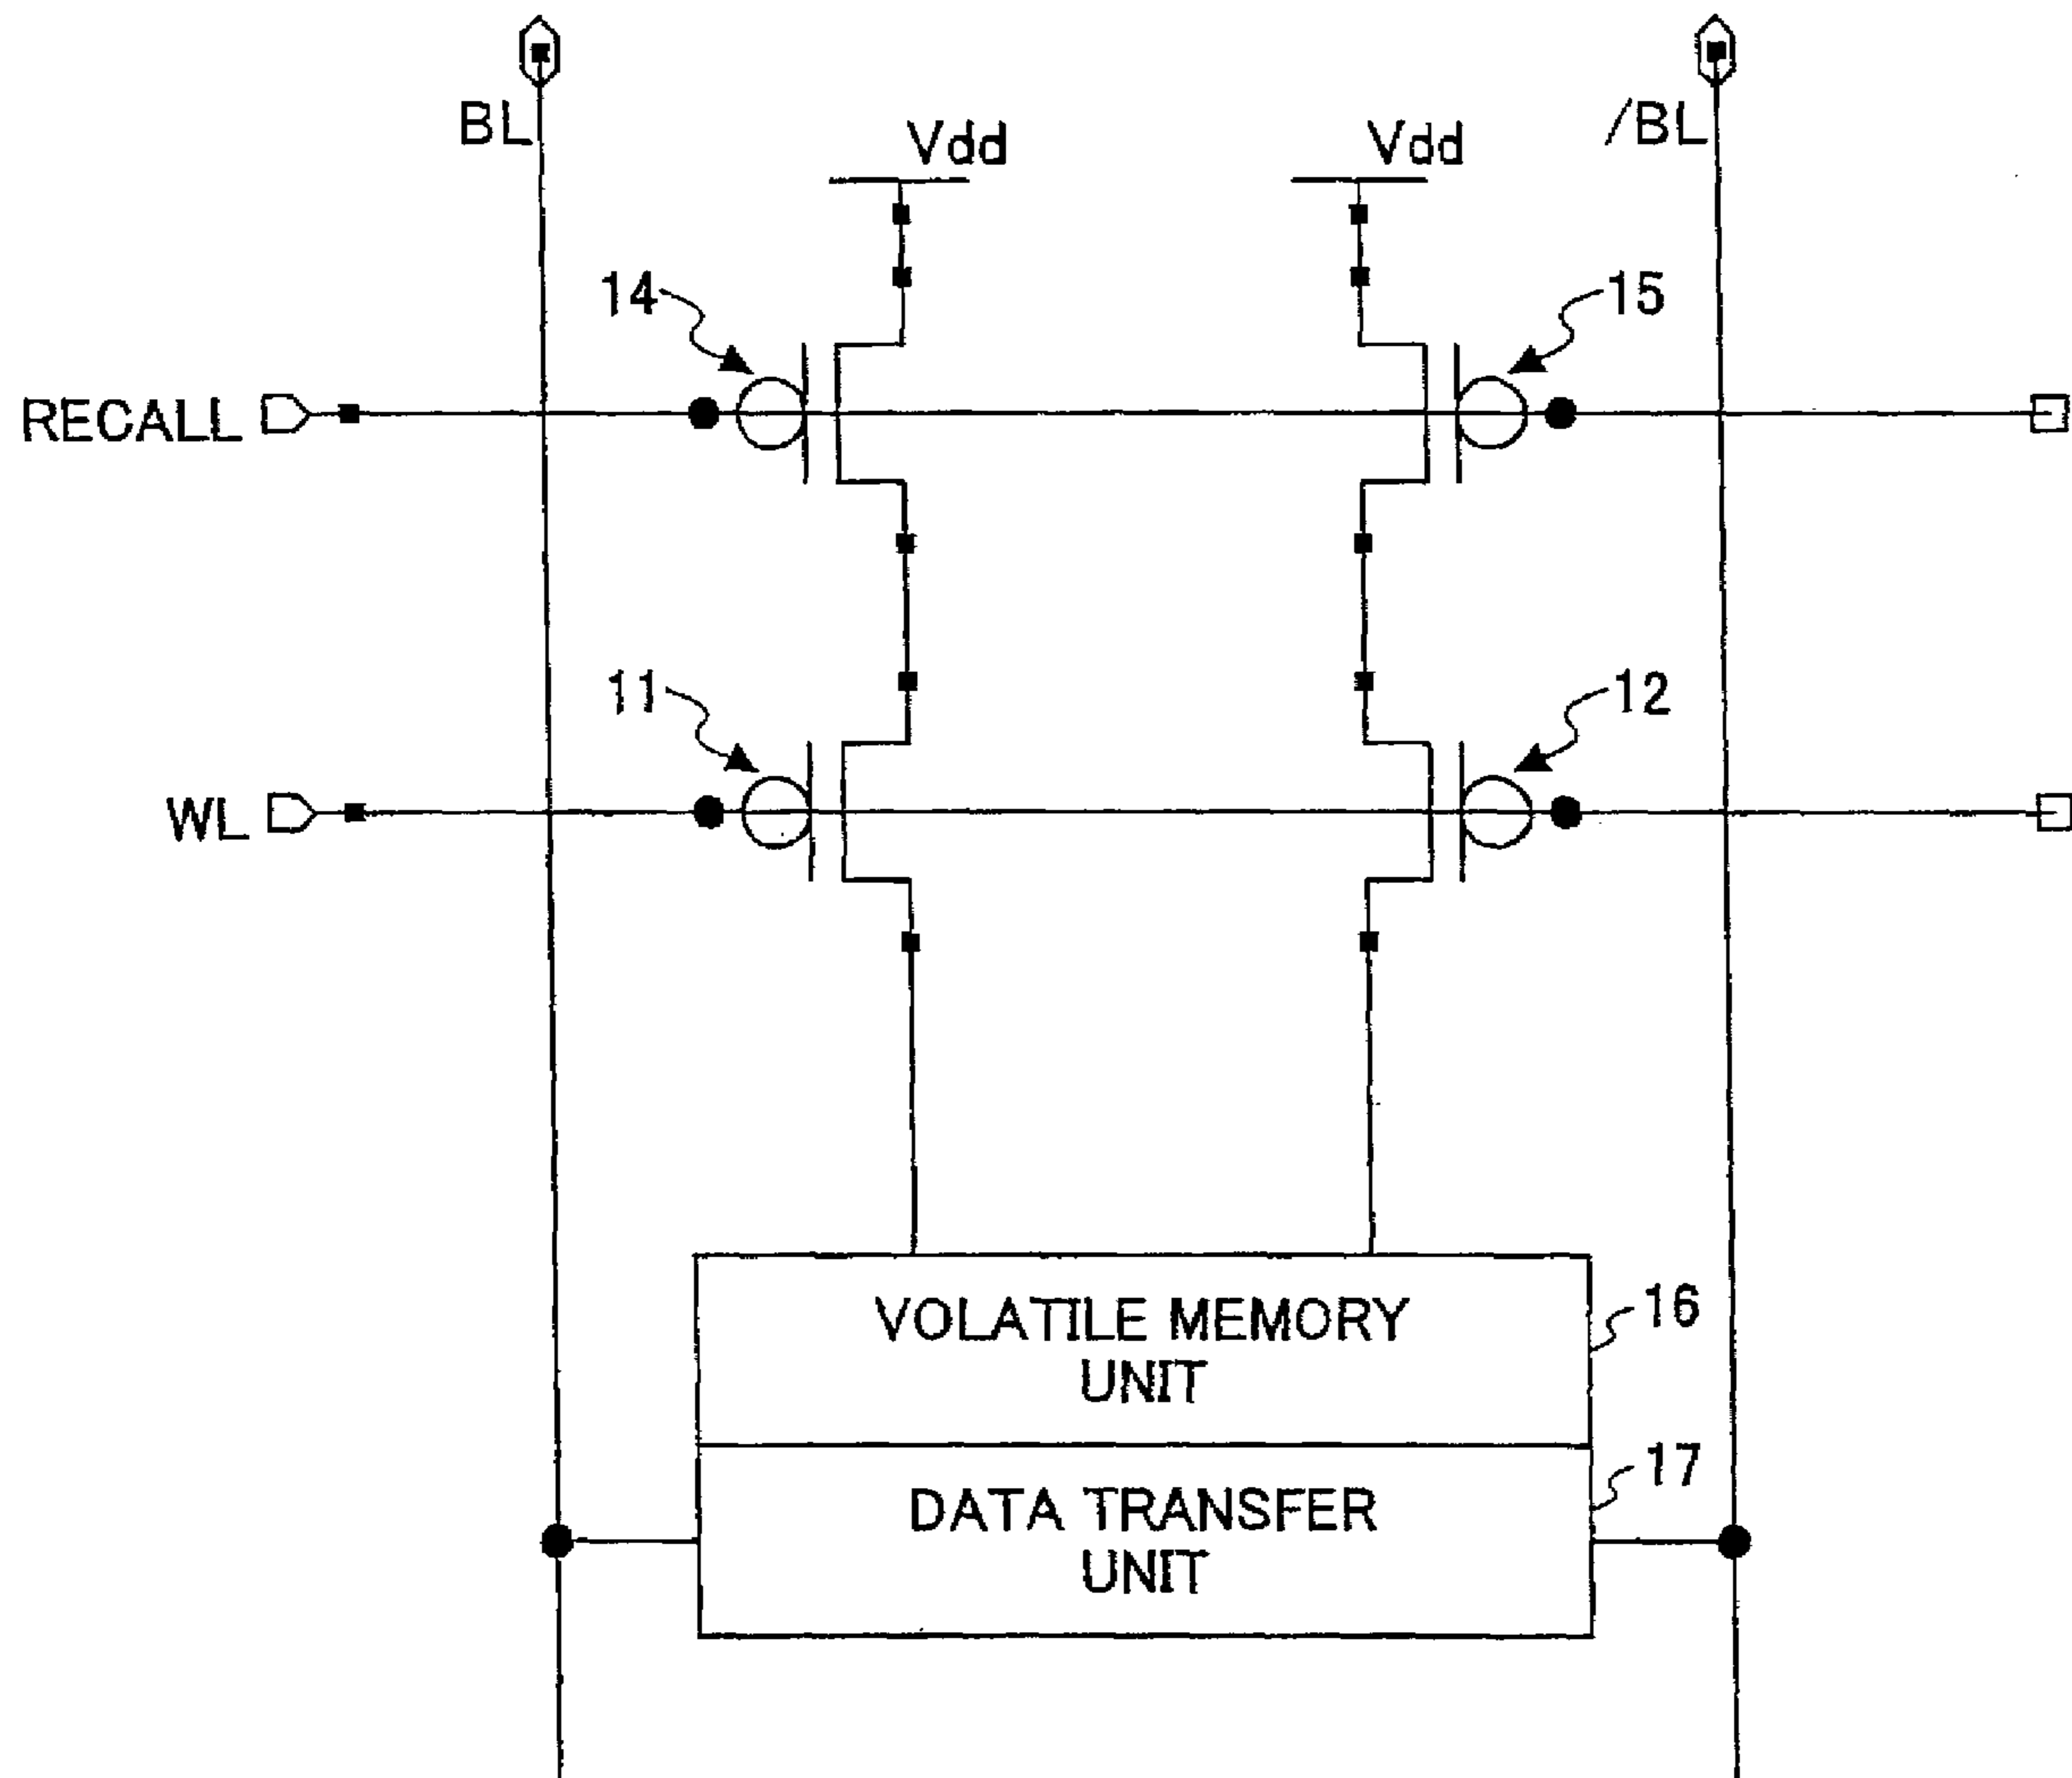 BL
Vdd
Vdd
/BL
14
15
RECALL
11
12
WL
VOLATILE MEMORY
UNIT
16
DATA TRANSFER
UNIT
17